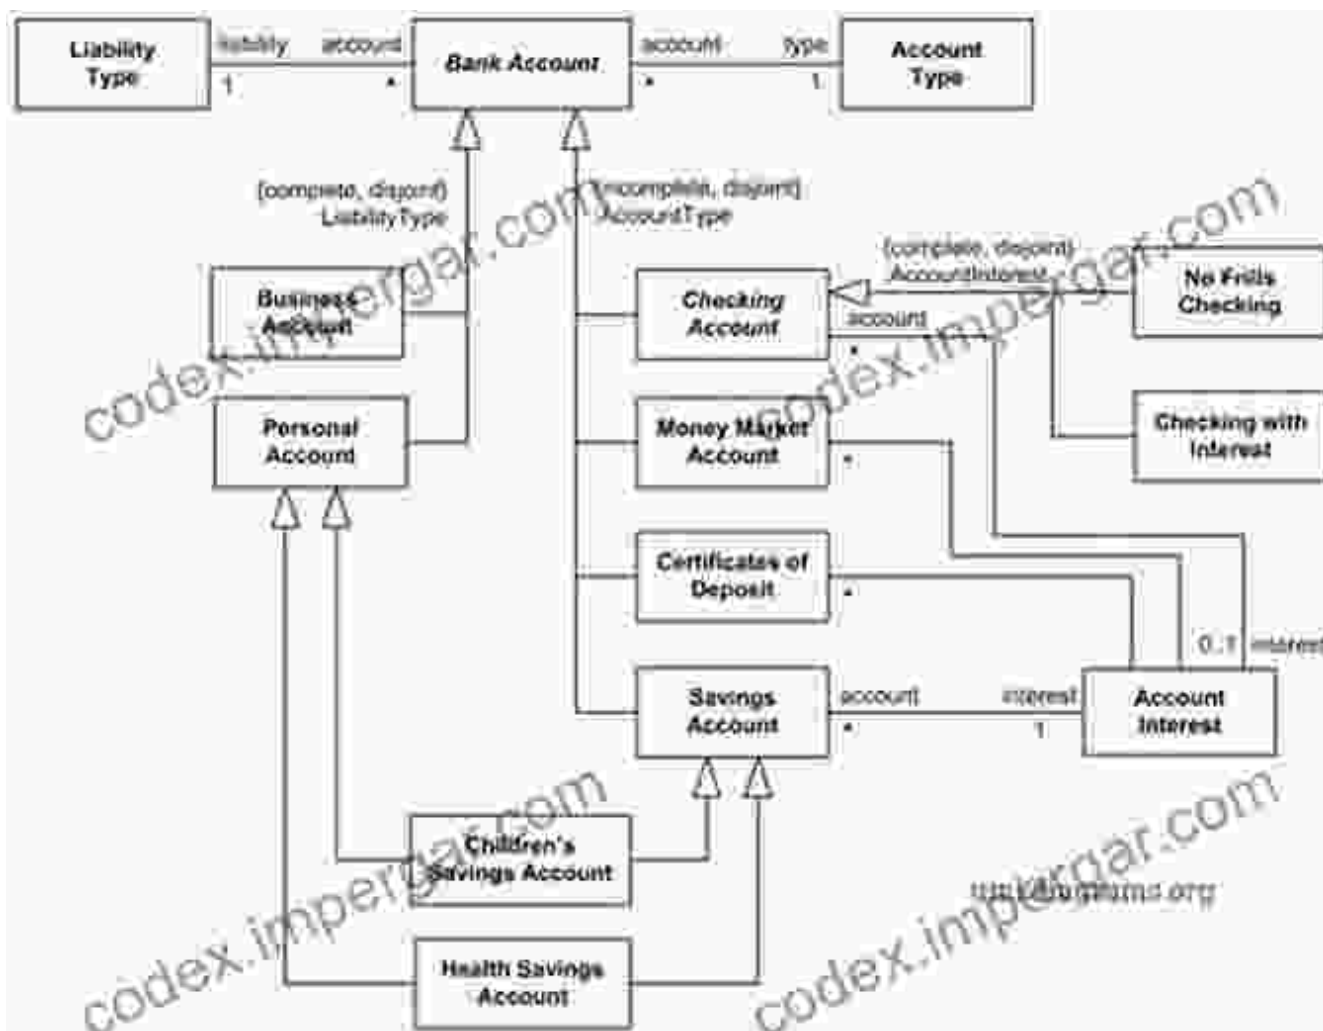 Liability
Type
liability
account
1
*
Bank Account
account
type
*
1
Account
Type
{complete, disjoint}
LiabilityType
{incomplete, disjoint}
AccountType
{complete, disjoint}
AccountInterest
Business
Account
Checking
Account
account
*
No Frills
Checking
Personal
Account
Money Market
Account
*
Checking with
Interest
Certificates of
Deposit
*
0..1 interest
Savings
Account
account
interest
*
1
Account
Interest
Children's
Savings Account
Health Savings
Account
codex.impergar.com
codex.impergar.com
codex.impergar.com
codex.impergar.com